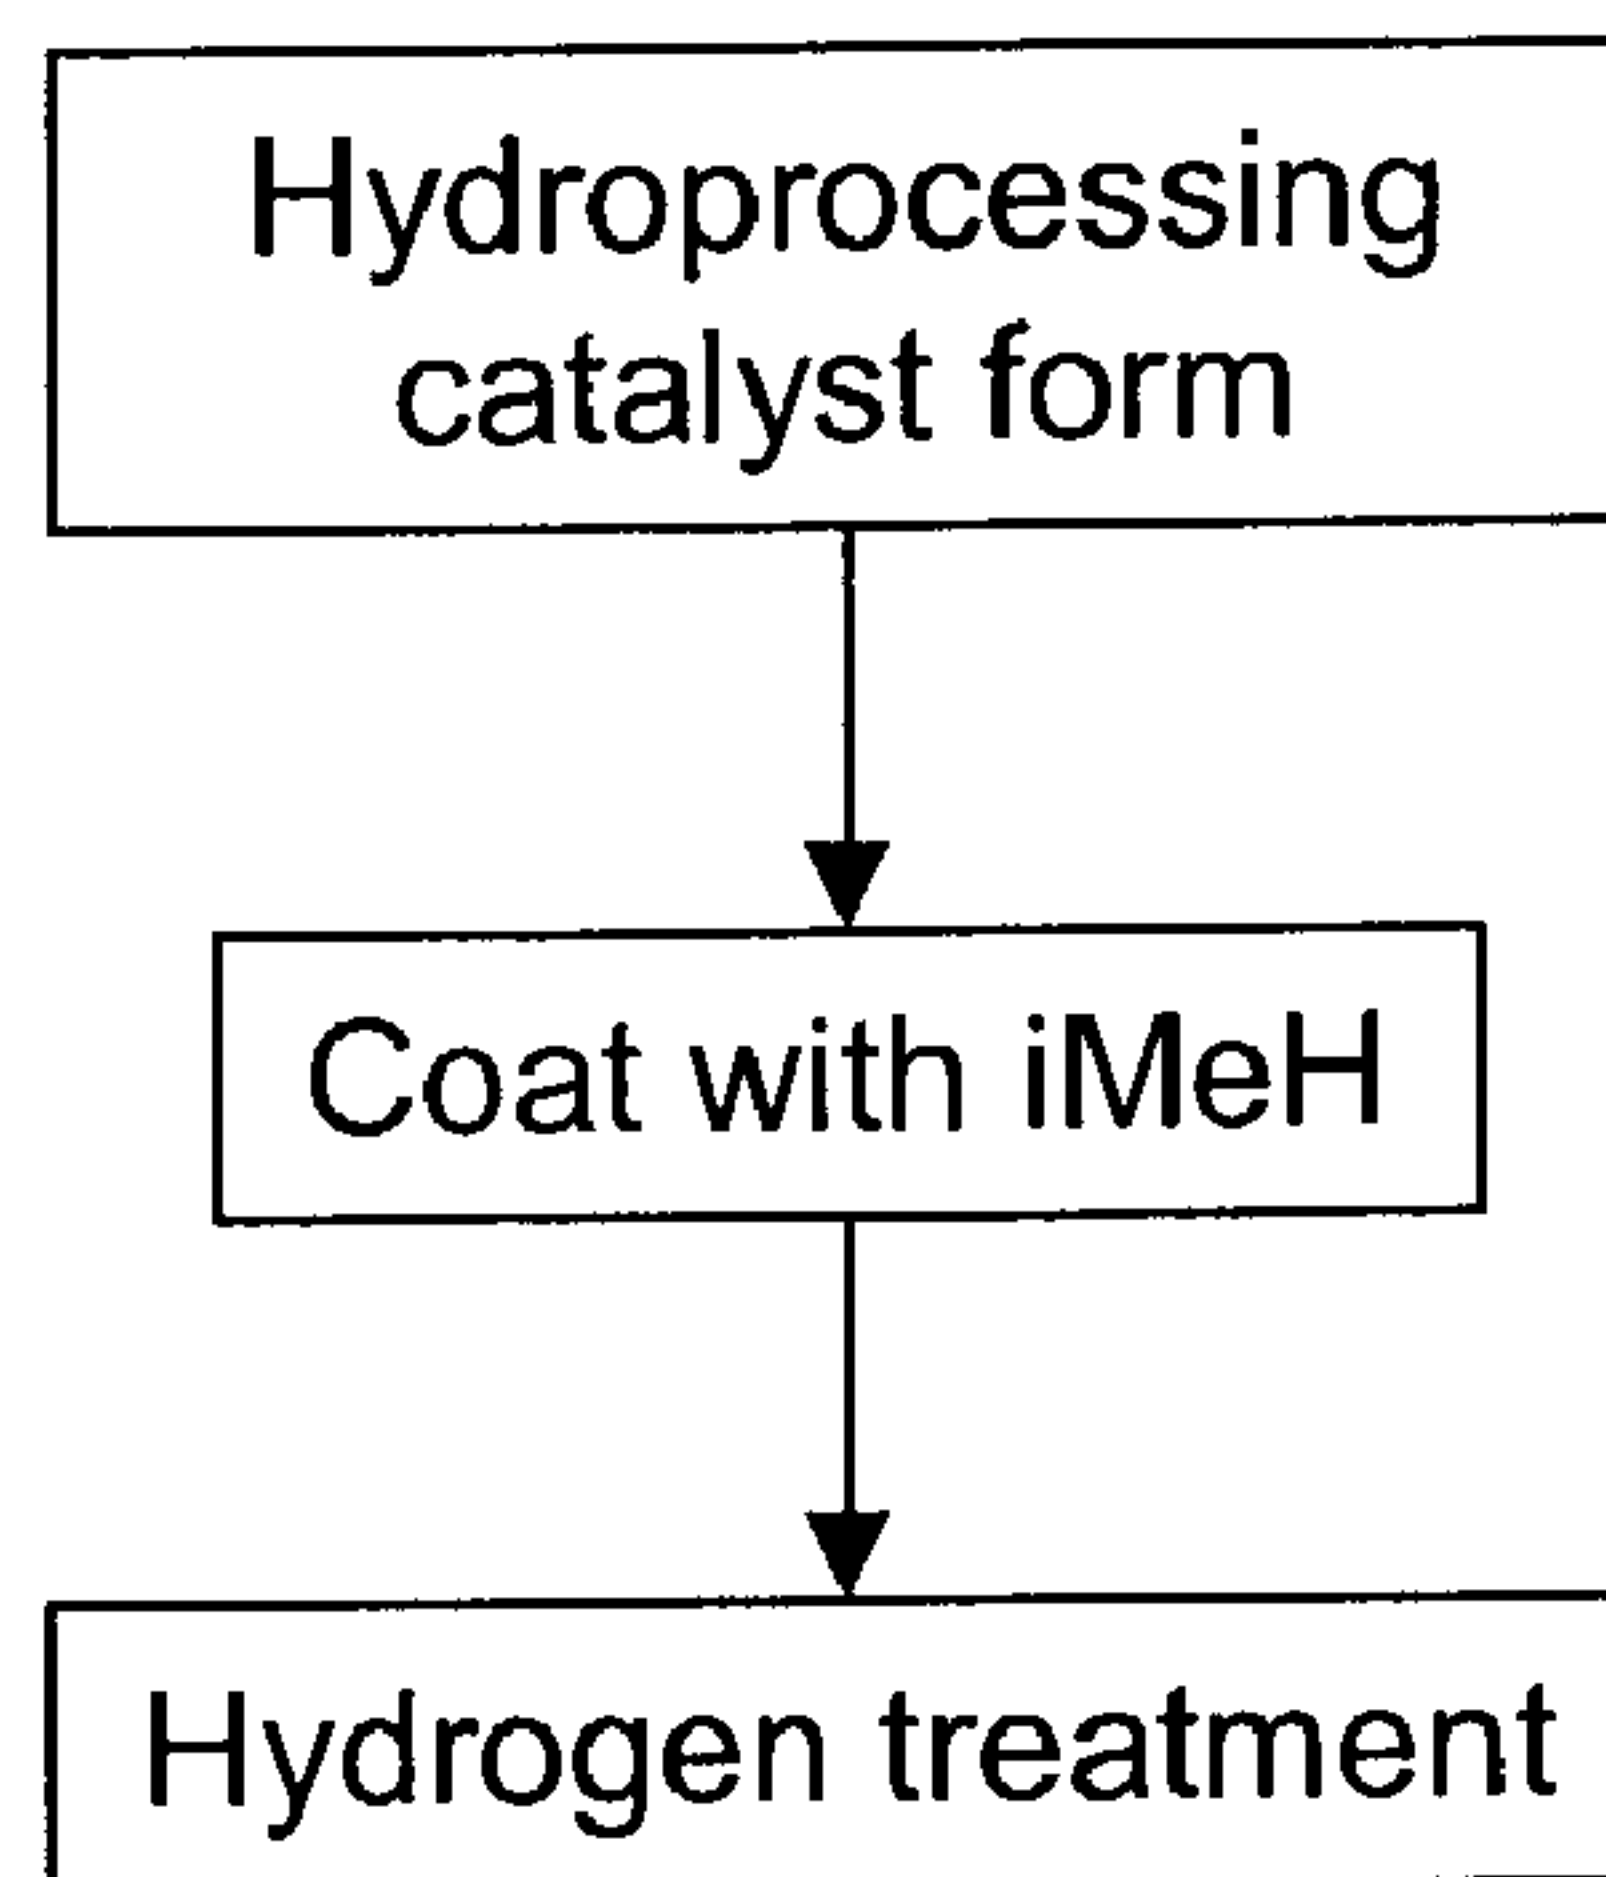 Hydroprocessing
catalyst form
Coat with iMeH
Hydrogen treatment